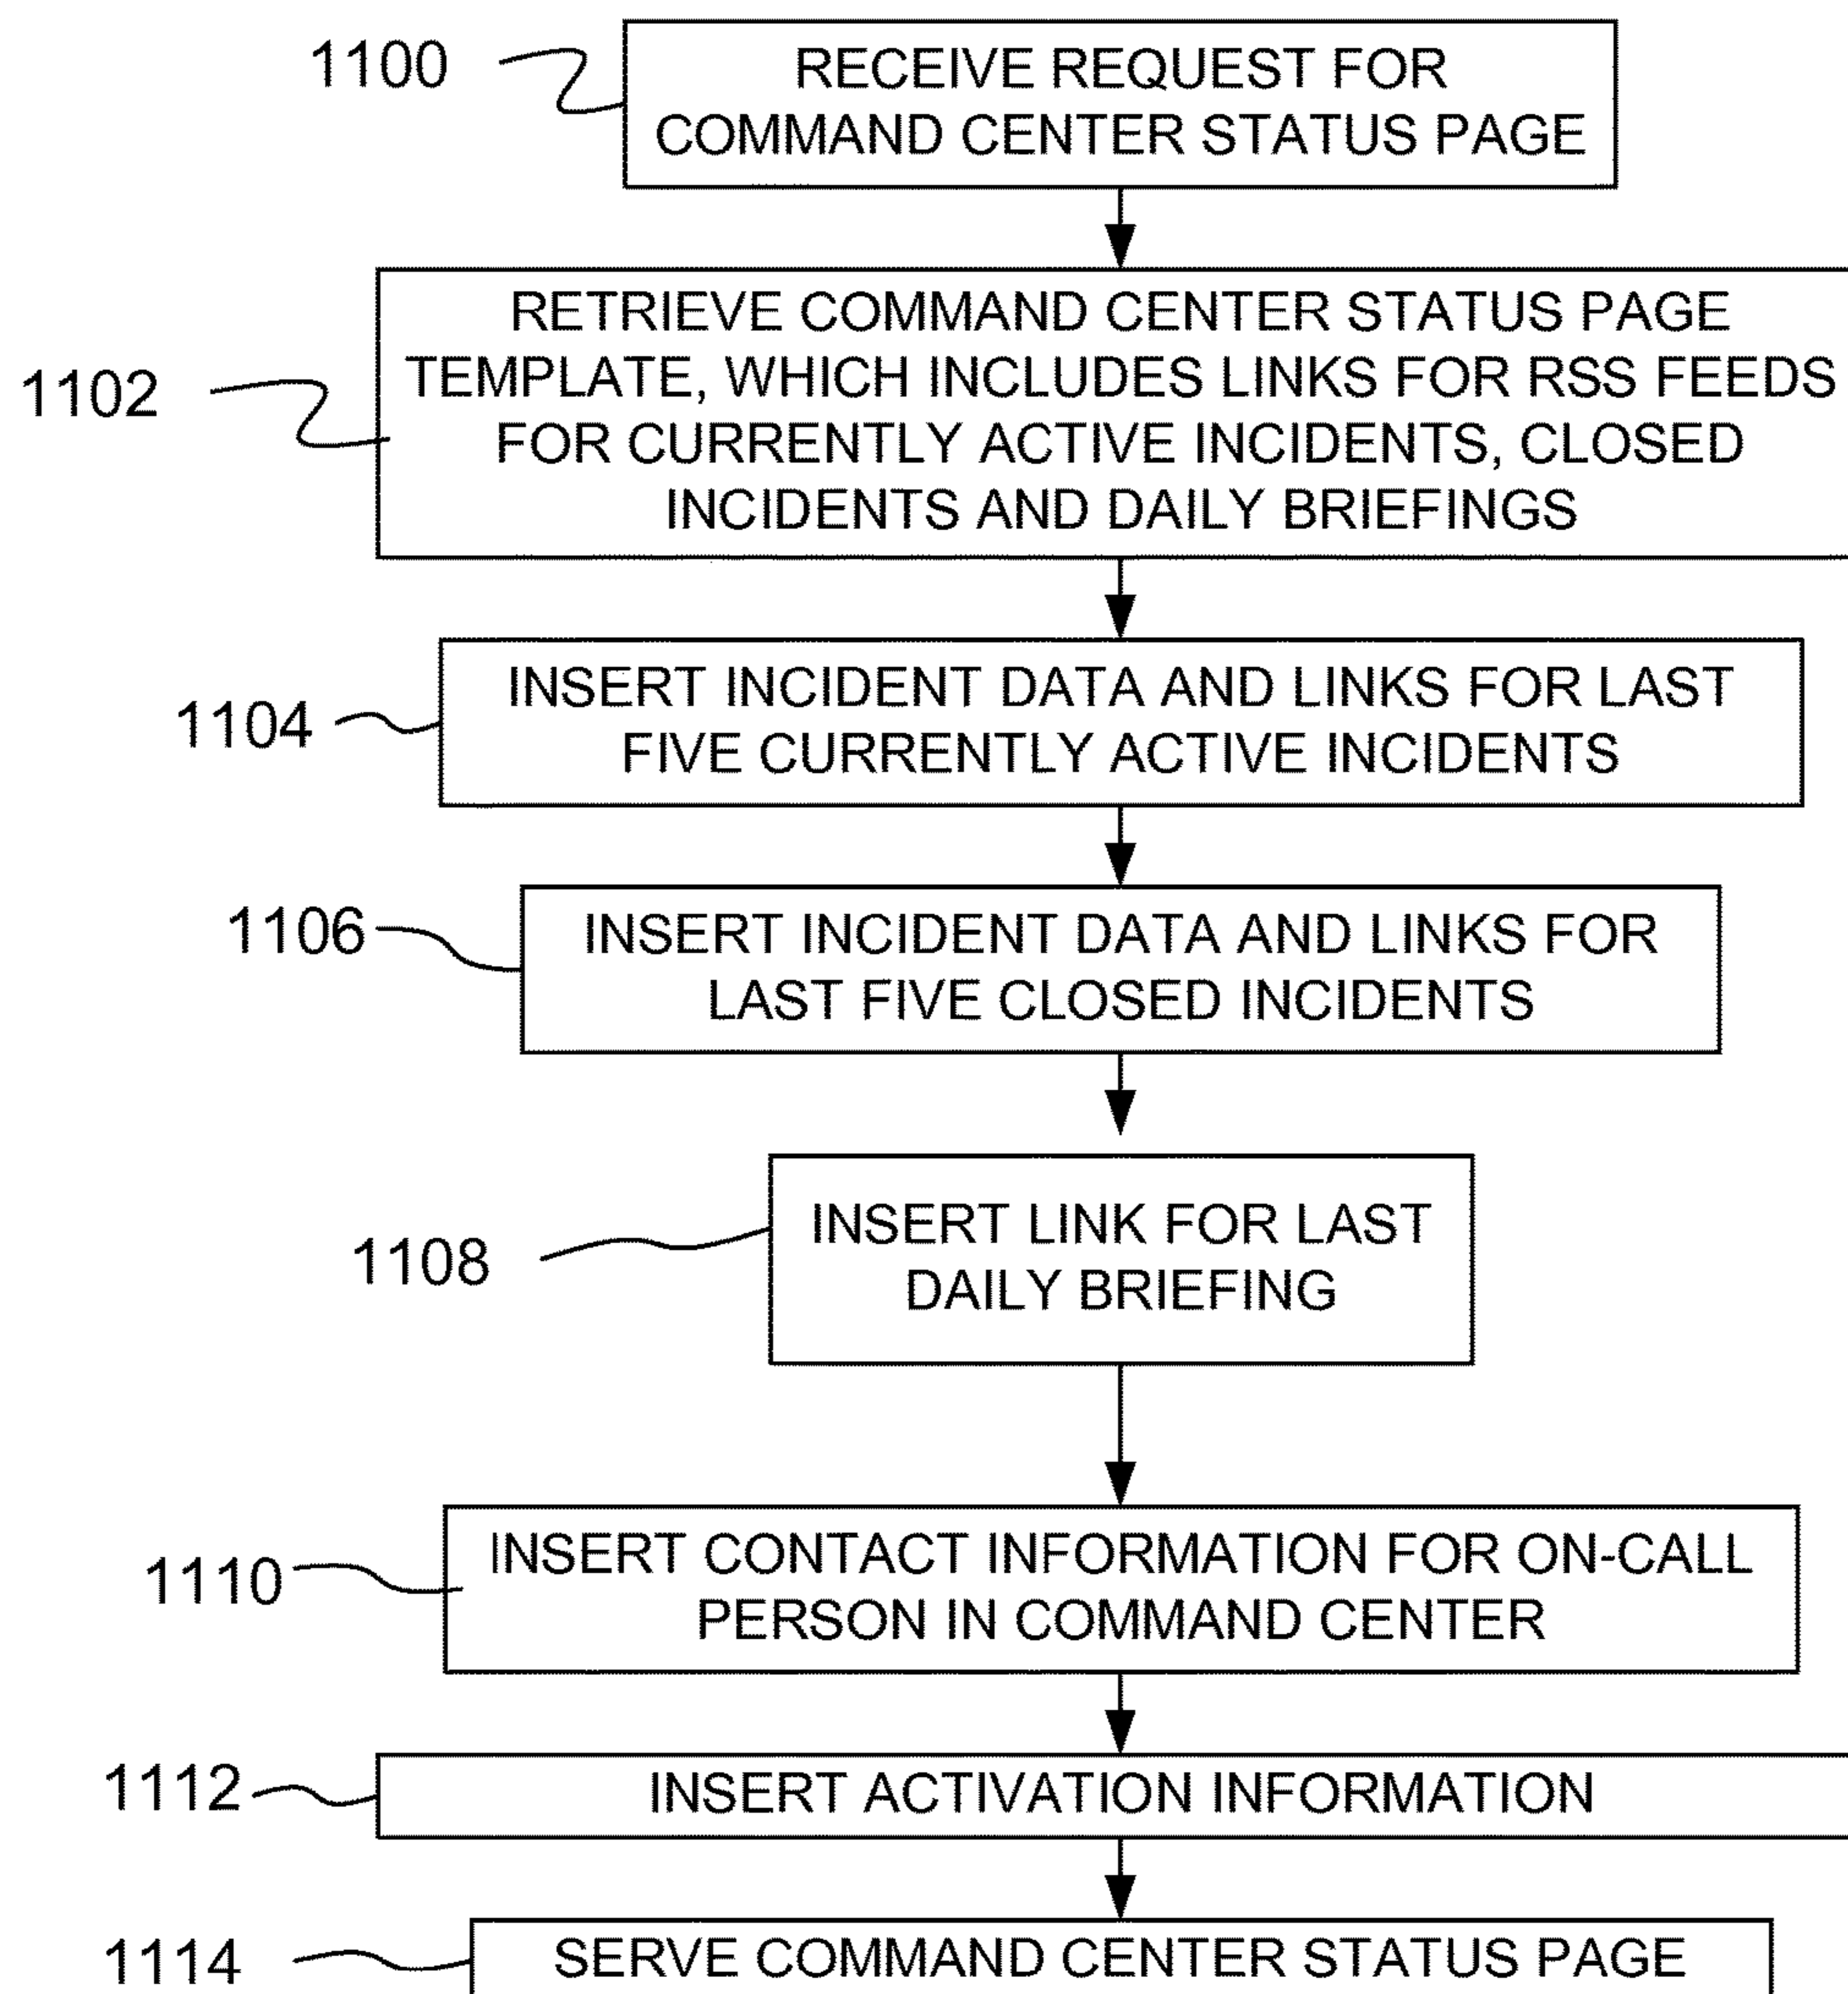 1100
RECEIVE REQUEST FOR
COMMAND CENTER STATUS PAGE
1102
RETRIEVE COMMAND CENTER STATUS PAGE
TEMPLATE, WHICH INCLUDES LINKS FOR RSS FEEDS
FOR CURRENTLY ACTIVE INCIDENTS, CLOSED
INCIDENTS AND DAILY BRIEFINGS
1104
INSERT INCIDENT DATA AND LINKS FOR LAST
FIVE CURRENTLY ACTIVE INCIDENTS
1106
INSERT INCIDENT DATA AND LINKS FOR
LAST FIVE CLOSED INCIDENTS
1108
INSERT LINK FOR LAST
DAILY BRIEFING
1110
INSERT CONTACT INFORMATION FOR ON-CALL
PERSON IN COMMAND CENTER
1112
INSERT ACTIVATION INFORMATION
1114
SERVE COMMAND CENTER STATUS PAGE